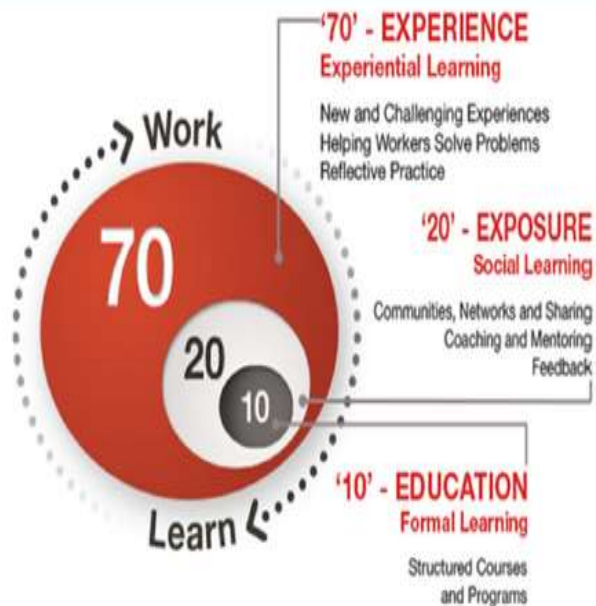 '70' - EXPERIENCE
Experiential Learning
New and Challenging Experiences
Helping Workers Solve Problems
Reflective Practice
Work
70
'20' - EXPOSURE
Social Learning
Communities, Networks and Sharing
Coaching and Mentoring
Feedback
20
10
'10' - EDUCATION
Formal Learning
Structured Courses
and Programs
Learn